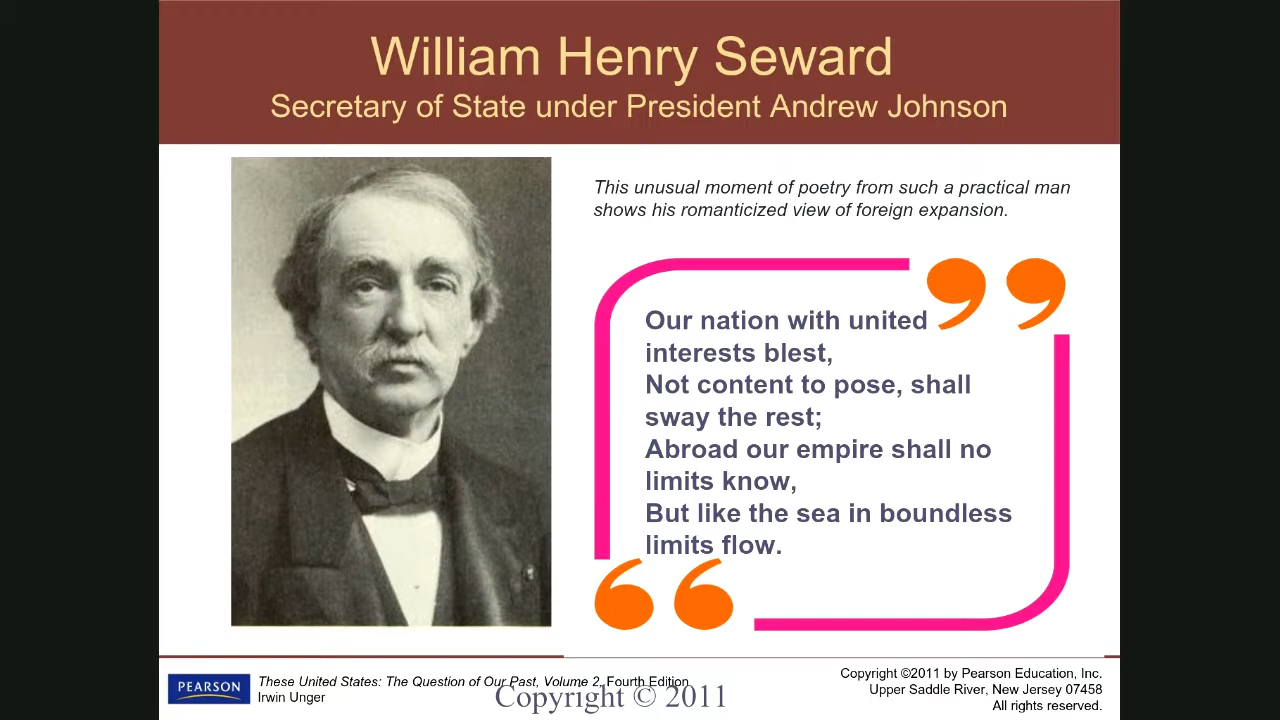 William Henry Seward
Secretary of State under President Andrew Johnson
This unusual moment of poetry from such a practical man
shows his romanticized view of foreign expansion.
Our nation with united
interests blest,
Not content to pose, shall
sway the rest;
Abroad our empire shall no
limits know,
But like the sea in boundless
limits flow.
PEARSON
These United States: The Question of Our Past, Volume 2, Fourth Edition
Irwin Unger
Copyright © 2011
Copyright ©2011 by Pearson Education, Inc.
Upper Saddle River, New Jersey 07458
All rights reserved.